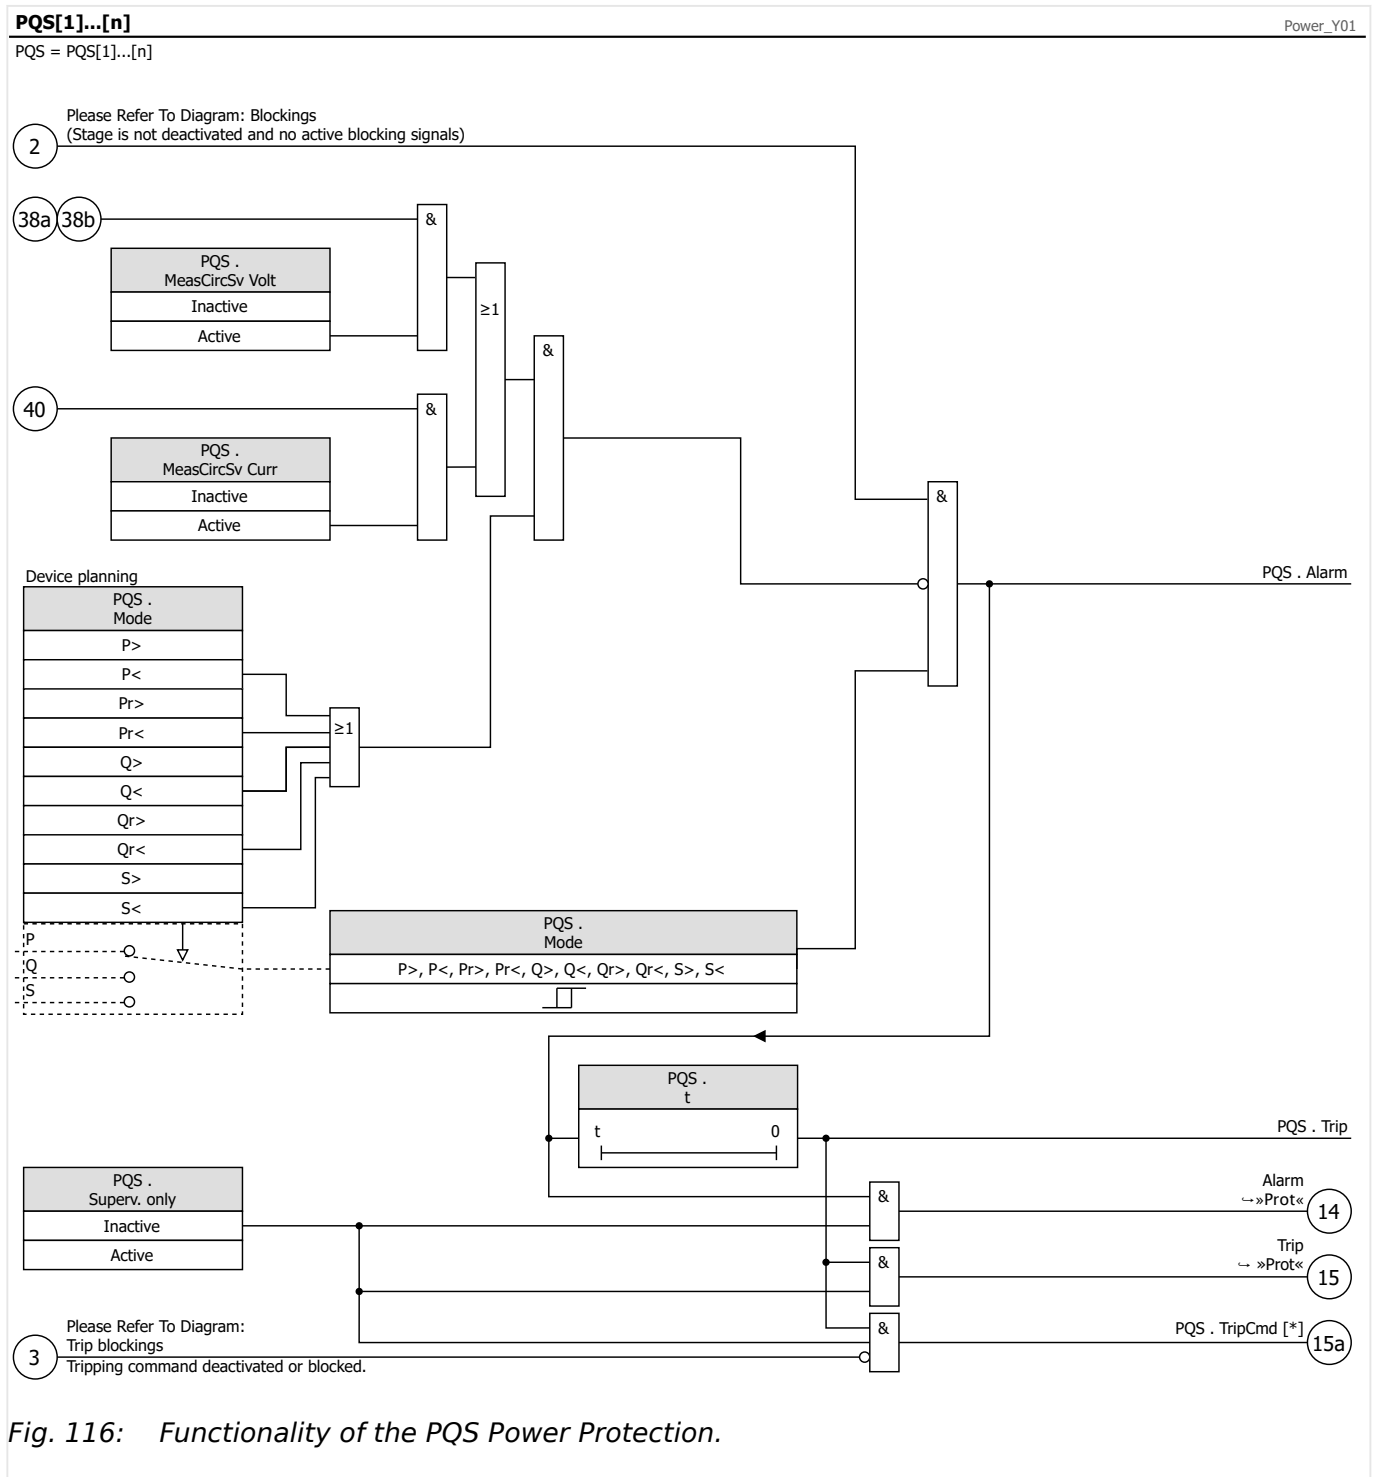 PQS[1]...[n]
Power_Y01
PQS = PQS[1]...[n]
Please Refer To Diagram: Blockings
(Stage is not deactivated and no active blocking signals)
2
38a 38b
&
PQS .
MeasCircSv Volt
Inactive
Active
≥1
&
40
&
PQS .
MeasCircSv Curr
Inactive
Active
&
Device planning
PQS .
Mode
P>
P<
Pr>
Pr<
Q>
Q<
Qr>
Qr<
S>
S<
≥1
PQS . Alarm
P
Q
S
PQS .
Mode
P>, P<, Pr>, Pr<, Q>, Q<, Qr>, Qr<, S>, S<
PQS .
t
t 0
PQS . Trip
PQS .
Superv. only
Inactive
Active
&
Alarm
↪»Prot«
14
&
Trip
↪ »Prot«
15
&
PQS . TripCmd [*]
15a
Please Refer To Diagram:
Trip blockings
3
Tripping command deactivated or blocked.
Fig. 116: Functionality of the PQS Power Protection.